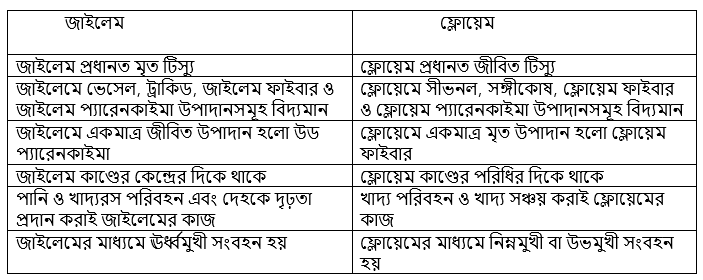 জাইলেম ফ্লোয়েম
জাইলেম প্রধানত মৃত টিস্যু ফ্লোয়েম প্রধানত জীবিত টিস্যু
জাইলেমে ভেসেল, ট্রাকিড, জাইলেম ফাইবার ও ফ্লোয়েমে সীভনল, সঙ্গীকোষ, ফ্লোয়েম ফাইবার
জাইলেম প্যারেনকাইমা উপাদানসমূহ বিদ্যমান ও ফ্লোয়েম প্যারেনকাইমা উপাদানসমূহ বিদ্যমান
জাইলেমে একমাত্র জীবিত উপাদান হলো উড ফ্লোয়েমে একমাত্র মৃত উপাদান হলো ফ্লোয়েম
প্যারেনকাইমা ফাইবার
জাইলেম কাণ্ডের কেন্দ্রের দিকে থাকে ফ্লোয়েম কাণ্ডের পরিধির দিকে থাকে
পানি ও খাদ্যরস পরিবহন এবং দেহকে দৃঢ়তা খাদ্য পরিবহন ও খাদ্য সঞ্চয় করাই ফ্লোয়েমের
প্রদান করাই জাইলেমের কাজ কাজ
জাইলেমের মাধ্যমে ঊর্ধ্বমুখী সংবহন হয় ফ্লোয়েমের মাধ্যমে নিম্নমুখী বা উভমুখী সংবহন
হয়